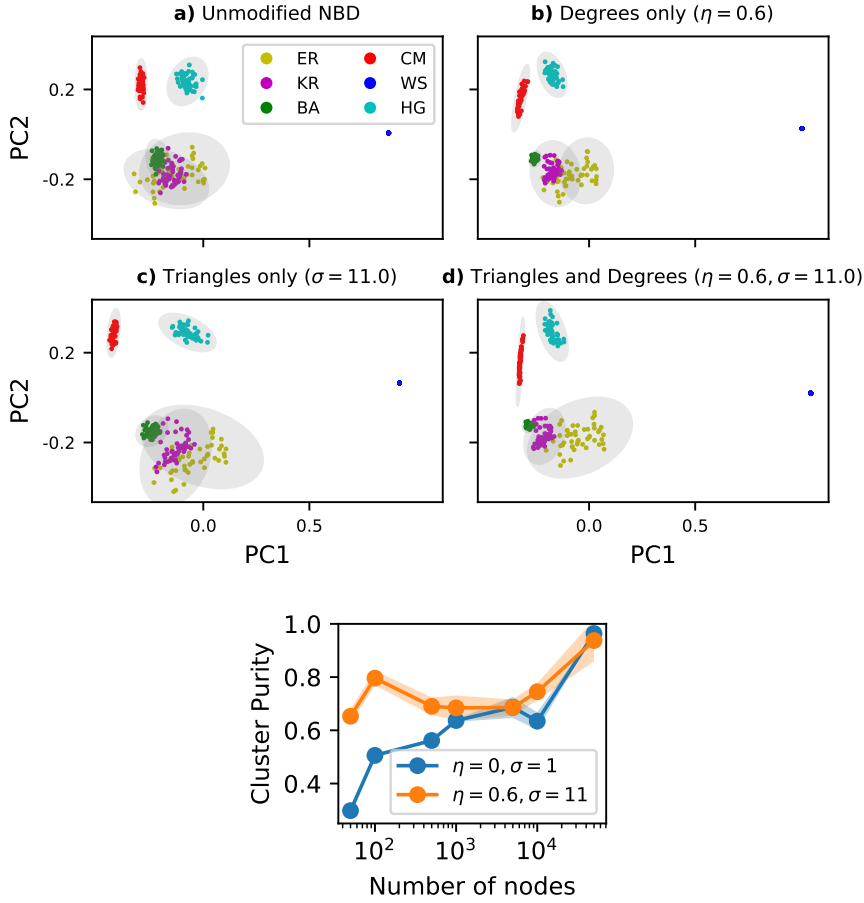 a) Unmodified NBD
b) Degrees only (η = 0.6)
ER
CM
KR
WS
BA
HG
PC2
0.2
-0.2
c) Triangles only (σ = 11.0)
d) Triangles and Degrees (η = 0.6, σ = 11.0)
PC2
0.2
-0.2
0.0
0.5
0.0
0.5
PC1
PC1
Cluster Purity
1.0
0.8
0.6
0.4
η = 0, σ = 1
η = 0.6, σ = 11
10²
10³
10⁴
Number of nodes